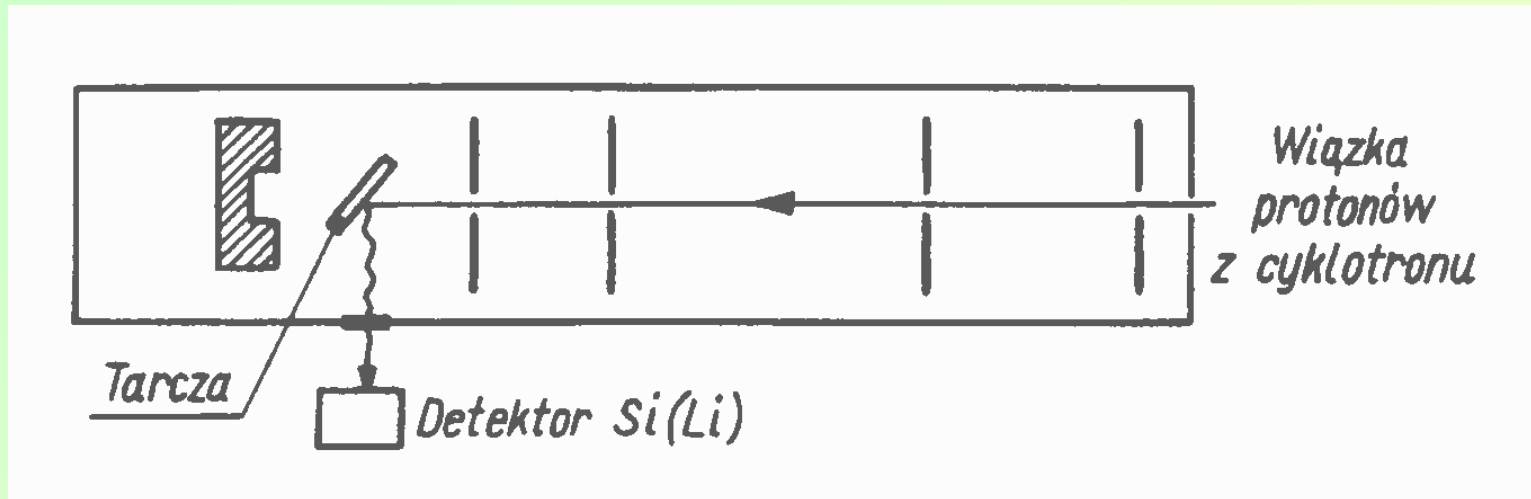 Wiązka
protonów
z cyklotronu
Tarcza
Detektor Si(Li)